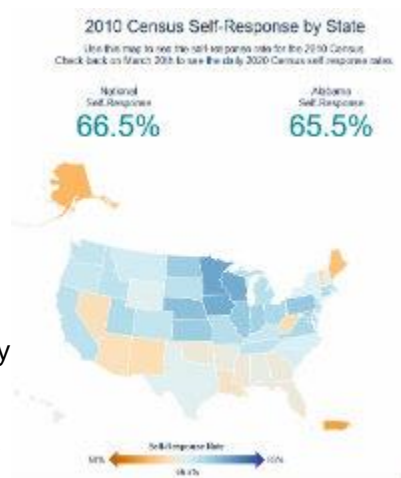 2010 Census Self-Response by State
Use this map to see the self-response rate for the 2010 Census
Check back on March 20th to see the daily 2020 Census self response rates.
National
Self-Response
66.5%
Alabama
Self-Response
65.5%
y
Self-Response Rate
66.5%